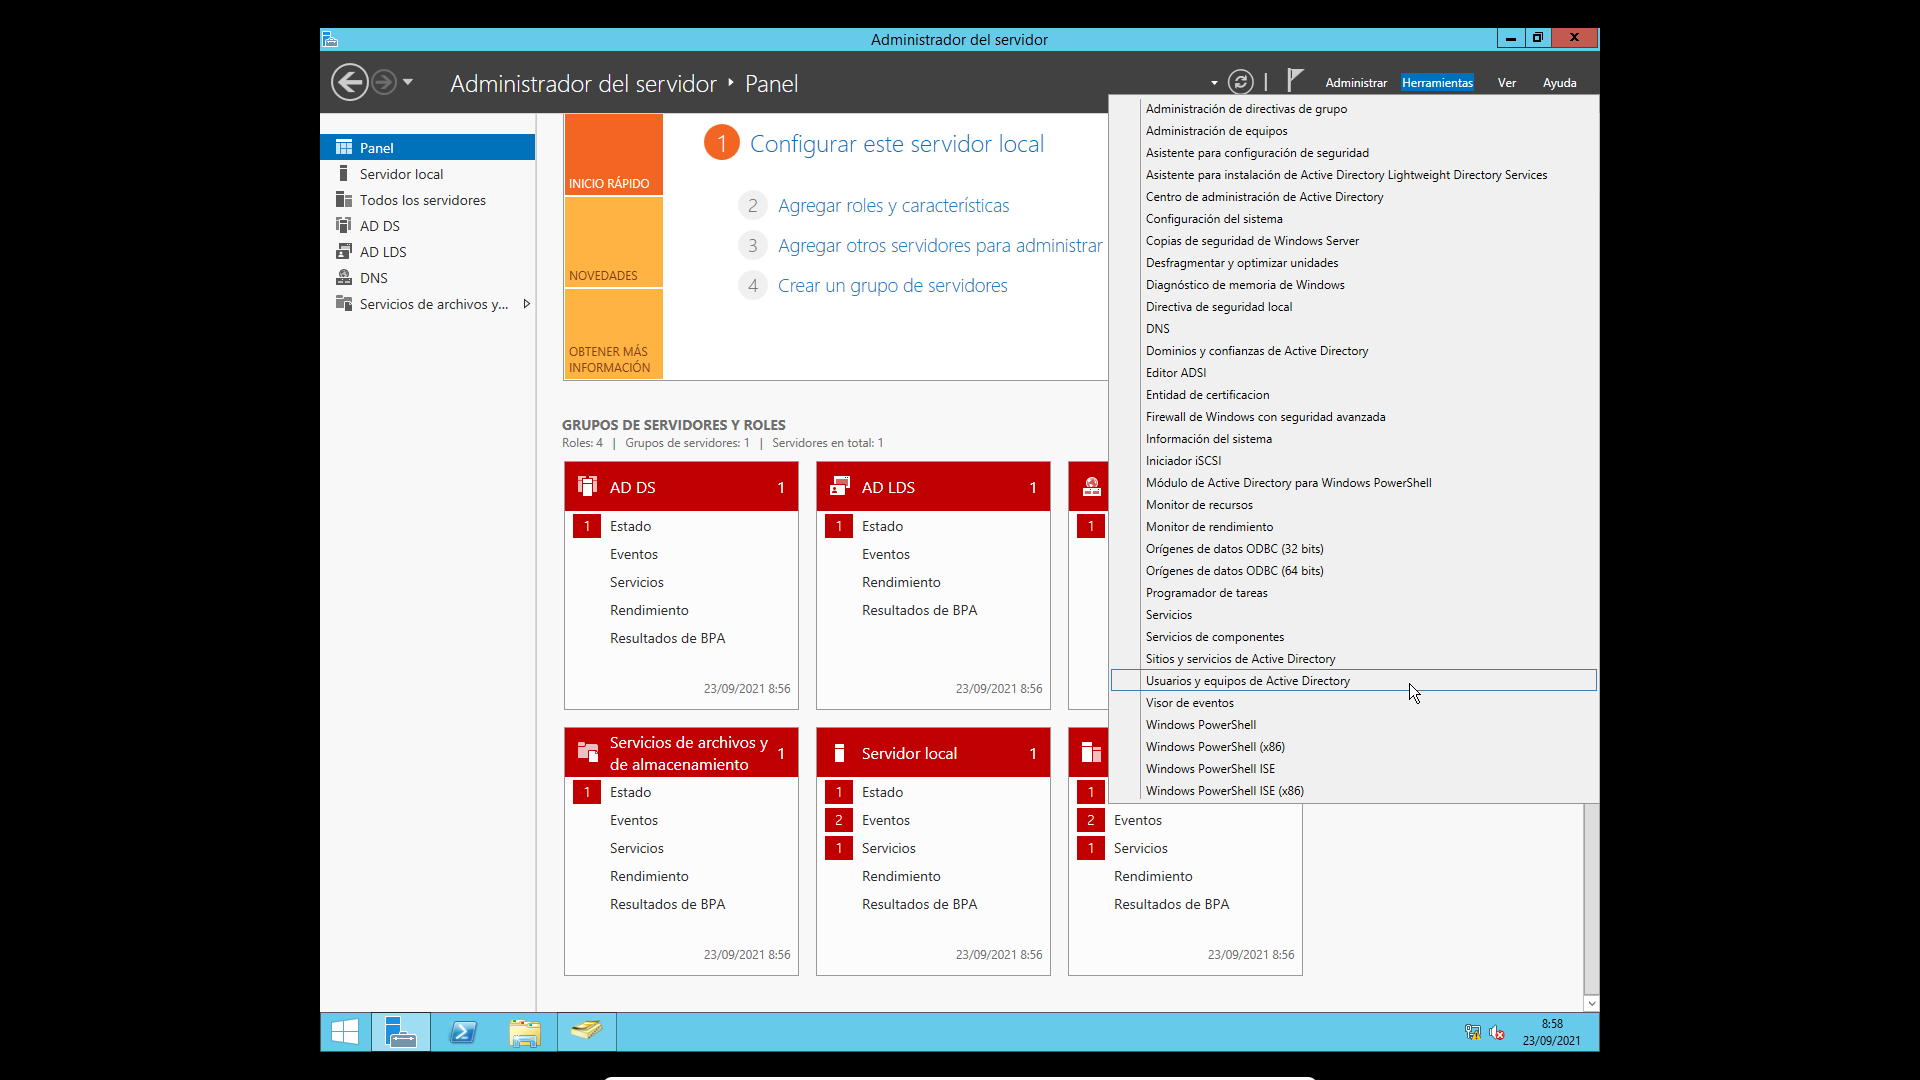 Administrador del servidor
Administrador del servidor
Panel
Administrar
Herramientas
Ver
Ayuda
Panel
Servidor local
Todos los servidores
AD DS
AD LDS
DNS
Servicios de archivos y...
INICIO RÁPIDO
NOVEDADES
OBTENER MÁS
INFORMACIÓN
1 Configurar este servidor local
2 Agregar roles y características
3 Agregar otros servidores para administrar
4 Crear un grupo de servidores
Administración de directivas de grupo
Administración de equipos
Asistente para configuración de seguridad
Asistente para instalación de Active Directory Lightweight Directory Services
Centro de administración de Active Directory
Configuración del sistema
Copias de seguridad de Windows Server
Desfragmentar y optimizar unidades
Diagnóstico de memoria de Windows
Directiva de seguridad local
DNS
Dominios y confianzas de Active Directory
Editor ADSI
Entidad de certificacion
Firewall de Windows con seguridad avanzada
Información del sistema
Iniciador iSCSI
Módulo de Active Directory para Windows PowerShell
Monitor de recursos
Monitor de rendimiento
Orígenes de datos ODBC (32 bits)
Orígenes de datos ODBC (64 bits)
Programador de tareas
Servicios
Servicios de componentes
Sitios y servicios de Active Directory
Usuarios y equipos de Active Directory
Visor de eventos
Windows PowerShell
Windows PowerShell (x86)
Windows PowerShell ISE
Windows PowerShell ISE (x86)
GRUPOS DE SERVIDORES Y ROLES
Roles: 4 | Grupos de servidores: 1 | Servidores en total: 1
AD DS 1
1 Estado
Eventos
Servicios
Rendimiento
Resultados de BPA
23/09/2021 8:56
AD LDS 1
1 Estado
Eventos
Rendimiento
Resultados de BPA
23/09/2021 8:56
1
Servicios de archivos y
de almacenamiento 1
1 Estado
Eventos
Servicios
Rendimiento
Resultados de BPA
23/09/2021 8:56
Servidor local 1
1 Estado
2 Eventos
1 Servicios
Rendimiento
Resultados de BPA
23/09/2021 8:56
1
2 Eventos
1 Servicios
Rendimiento
Resultados de BPA
23/09/2021 8:56
8:58
23/09/2021